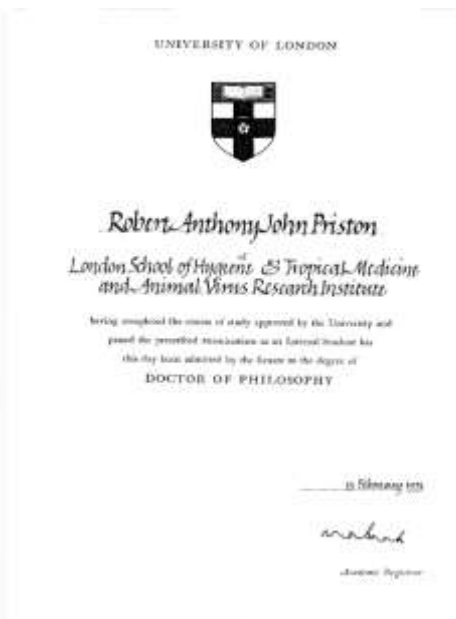 UNIVERSITY OF LONDON
Robert Anthony John Priston
London School of Hygiene & Tropical Medicine
and Animal Virus Research Institute
having completed the course of study approved by the University and
passed the prescribed examination as an Internal Student has
this day been admitted by the Senate to the degree of
DOCTOR OF PHILOSOPHY
February
Academic Registrar